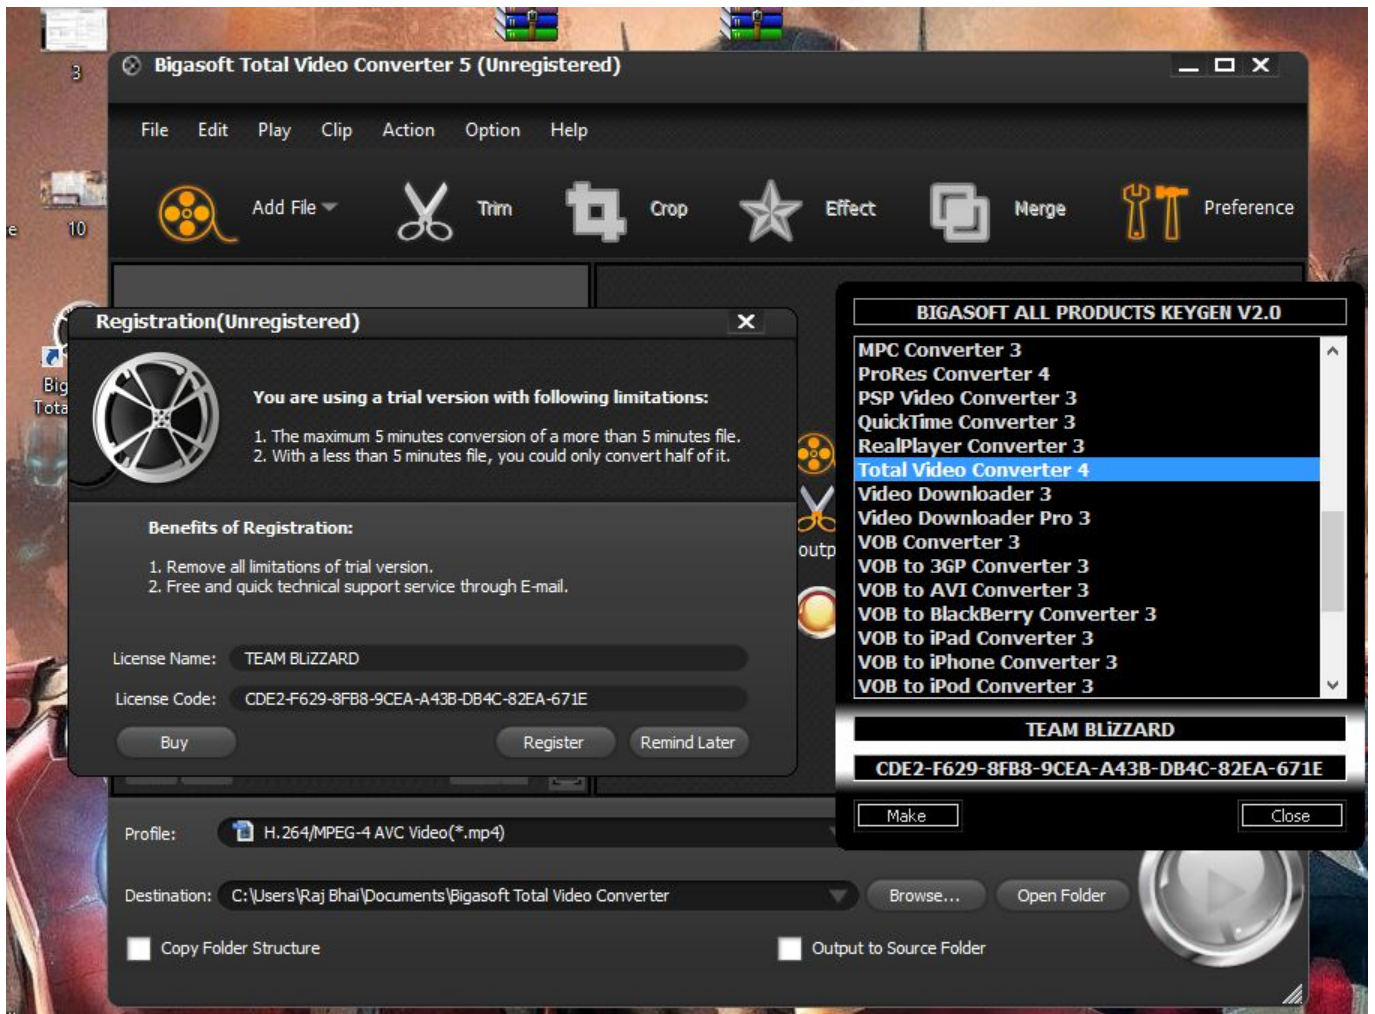 3
Bigasoft Total Video Converter 5 (Unregistered)
File Edit Play Clip Action Option Help
Add File Trim Crop Effect Merge Preference
10
Registration(Unregistered)
You are using a trial version with following limitations:
1. The maximum 5 minutes conversion of a more than 5 minutes file.
2. With a less than 5 minutes file, you could only convert half of it.
Benefits of Registration:
1. Remove all limitations of trial version.
2. Free and quick technical support service through E-mail.
License Name: TEAM BLiZZARD
License Code: CDE2-F629-8FB8-9CEA-A43B-DB4C-82EA-671E
Buy Register Remind Later
Big
Tota
outp
BIGASOFT ALL PRODUCTS KEYGEN V2.0
MPC Converter 3
ProRes Converter 4
PSP Video Converter 3
QuickTime Converter 3
RealPlayer Converter 3
Total Video Converter 4
Video Downloader 3
Video Downloader Pro 3
VOB Converter 3
VOB to 3GP Converter 3
VOB to AVI Converter 3
VOB to BlackBerry Converter 3
VOB to iPad Converter 3
VOB to iPhone Converter 3
VOB to iPod Converter 3
TEAM BLiZZARD
CDE2-F629-8FB8-9CEA-A43B-DB4C-82EA-671E
Make Close
Profile: H.264/MPEG-4 AVC Video(*.mp4)
Destination: C:\Users\Raj Bhai\Documents\Bigasoft Total Video Converter Browse... Open Folder
Copy Folder Structure Output to Source Folder